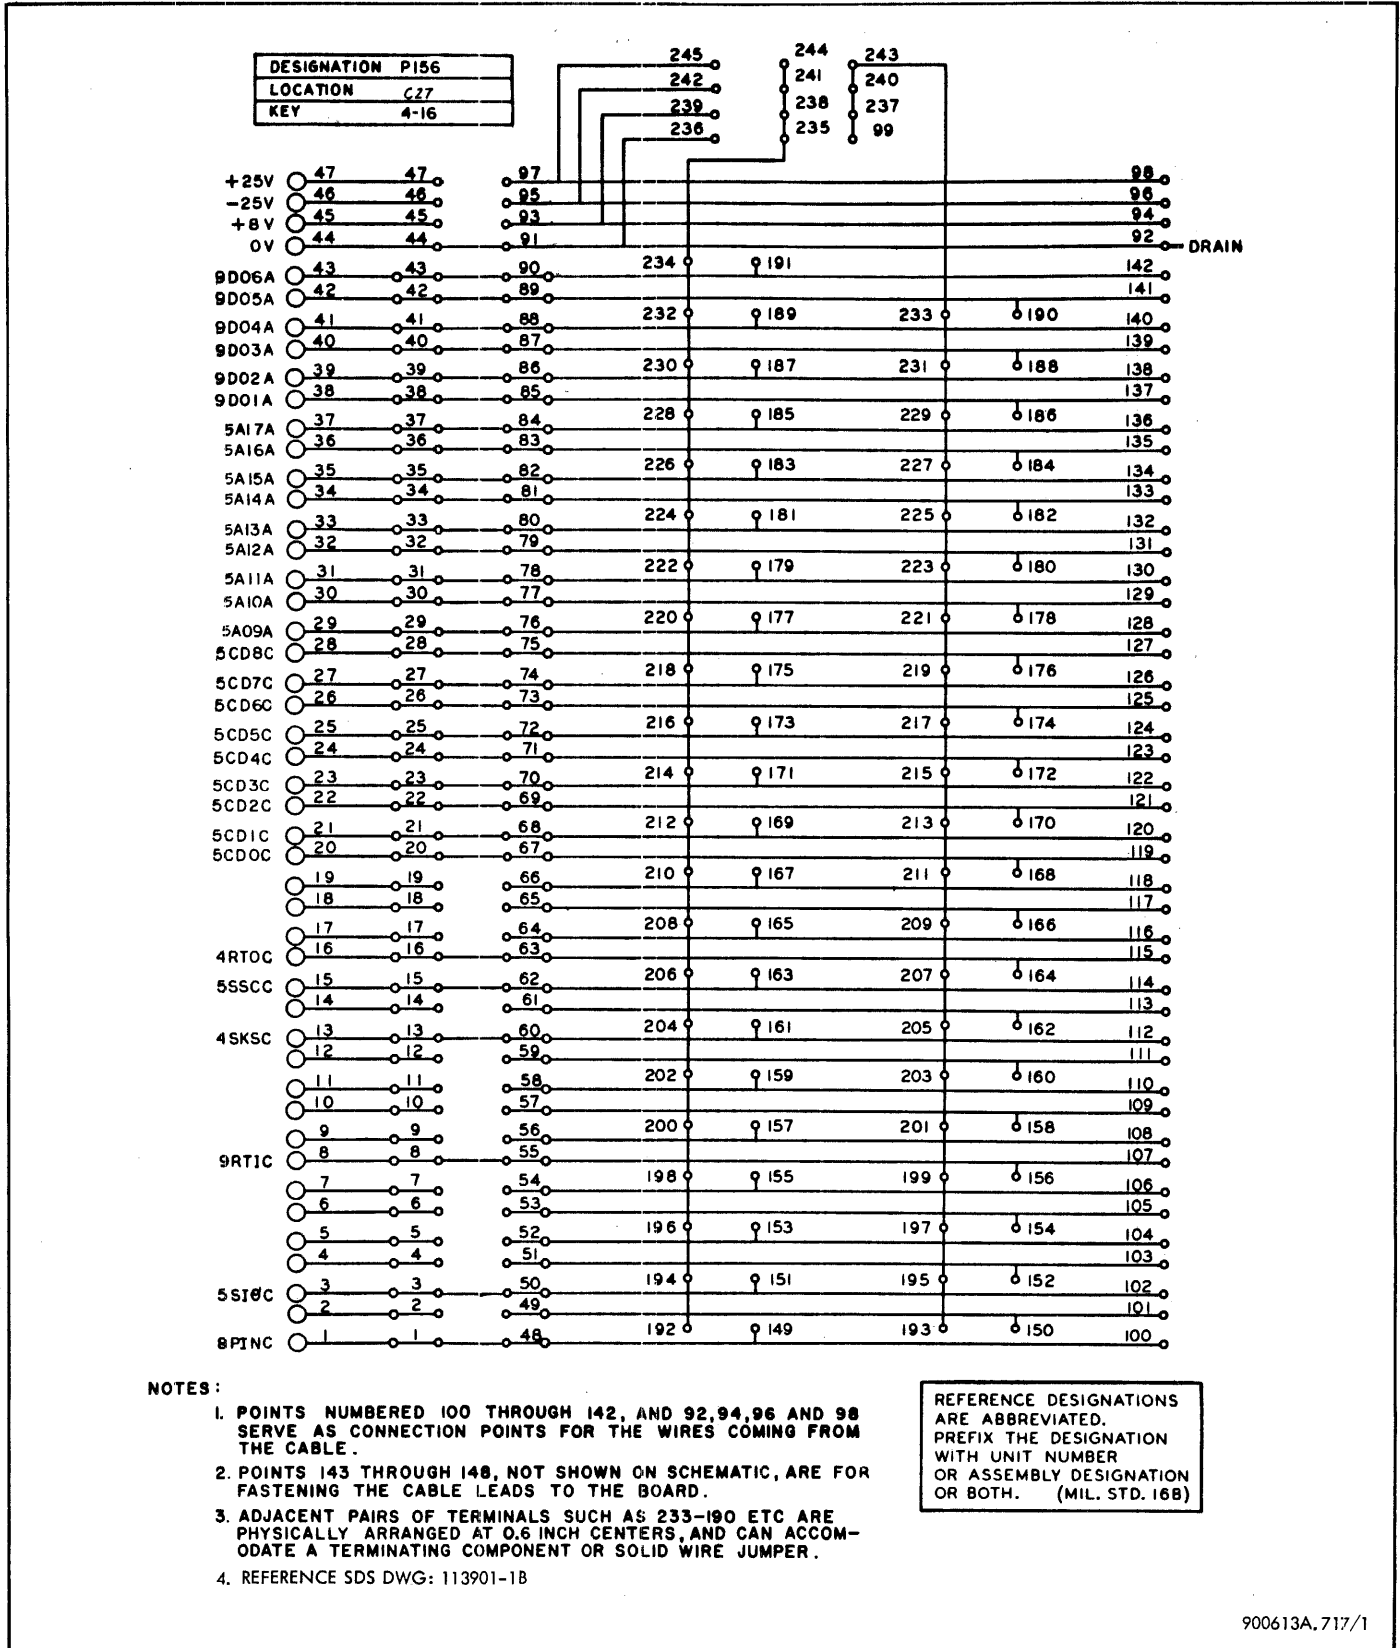 DESIGNATION P156
LOCATION C27
KEY 4-16
245 244 243
242 241 240
239 238 237
236 235 99
+25V 47 47 97 98
-25V 46 46 95 96
+8V 45 45 93 94
0V 44 44 91 92 DRAIN
234 191
9D06A 43 43 90 142
9D05A 42 42 89 141
232 189 233 190
9D04A 41 41 88 140
9D03A 40 40 87 139
230 187 231 188
9D02A 39 39 86 138
9D01A 38 38 85 137
228 185 229 186
5A17A 37 37 84 136
5A16A 36 36 83 135
226 183 227 184
5A15A 35 35 82 134
5A14A 34 34 81 133
224 181 225 182
5A13A 33 33 80 132
5A12A 32 32 79 131
222 179 223 180
5A11A 31 31 78 130
5A10A 30 30 77 129
220 177 221 178
5A09A 29 29 76 128
5CD8C 28 28 75 127
218 175 219 176
5CD7C 27 27 74 126
5CD6C 26 26 73 125
216 173 217 174
5CD5C 25 25 72 124
5CD4C 24 24 71 123
214 171 215 172
5CD3C 23 23 70 122
5CD2C 22 22 69 121
212 169 213 170
5CD1C 21 21 68 120
5CD0C 20 20 67 119
210 167 211 168
19 19 66 118
18 18 65 117
208 165 209 166
17 17 64 116
4RTOC 16 16 63 115
206 163 207 164
5SSCC 15 15 62 114
14 14 61 113
204 161 205 162
4SKSC 13 13 60 112
12 12 59 111
202 159 203 160
11 11 58 110
10 10 57 109
200 157 201 158
9 9 56 108
9RTIC 8 8 55 107
198 155 199 156
7 7 54 106
6 6 53 105
196 153 197 154
5 5 52 104
4 4 51 103
194 151 195 152
5SIOC 3 3 50 102
2 2 49 101
192 149 193 150
8PINC 1 1 48 100
NOTES:
1. POINTS NUMBERED 100 THROUGH 142, AND 92,94,96 AND 98
SERVE AS CONNECTION POINTS FOR THE WIRES COMING FROM
THE CABLE.
2. POINTS 143 THROUGH 148, NOT SHOWN ON SCHEMATIC, ARE FOR
FASTENING THE CABLE LEADS TO THE BOARD.
3. ADJACENT PAIRS OF TERMINALS SUCH AS 233-190 ETC ARE
PHYSICALLY ARRANGED AT 0.6 INCH CENTERS, AND CAN ACCOM-
ODATE A TERMINATING COMPONENT OR SOLID WIRE JUMPER.
4. REFERENCE SDS DWG: 113901-1B
REFERENCE DESIGNATIONS
ARE ABBREVIATED.
PREFIX THE DESIGNATION
WITH UNIT NUMBER
OR ASSEMBLY DESIGNATION
OR BOTH. (MIL. STD. 16B)
900613A.717/1